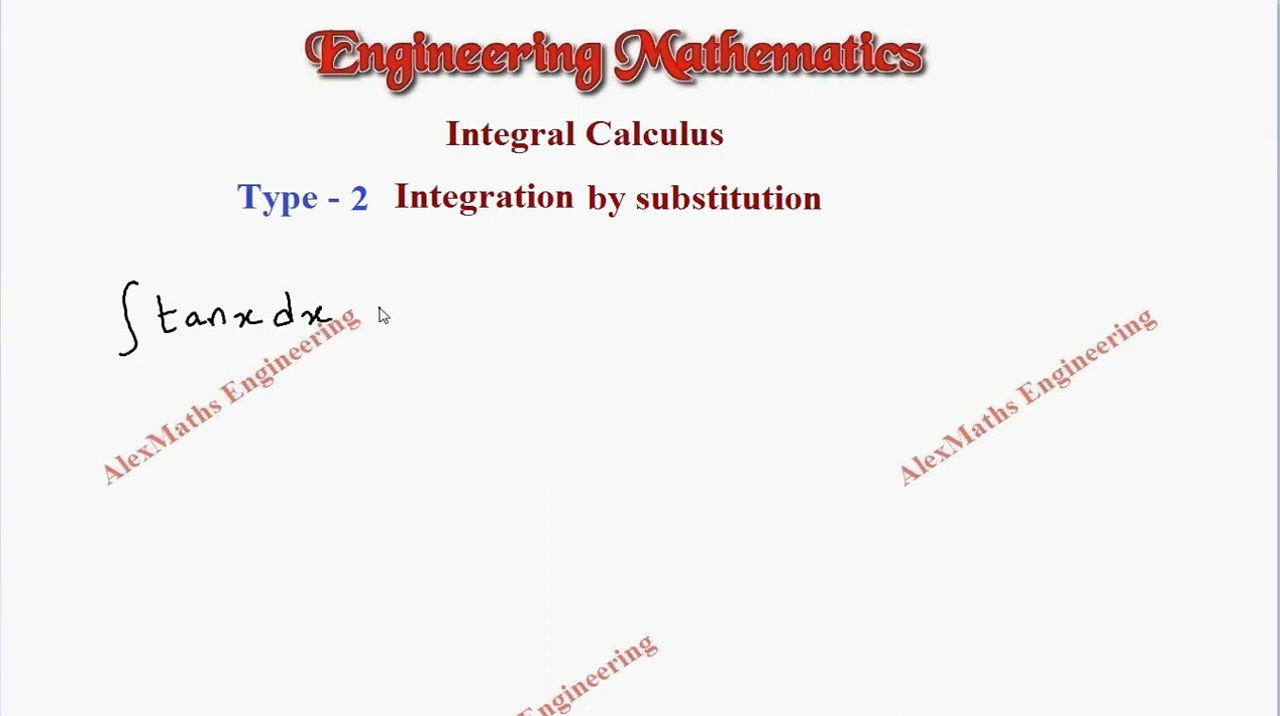 Engineering Mathematics
Integral Calculus
Type - 2 Integration by substitution
∫ tanx dx
AlexMaths Engineering
AlexMaths Engineering
Engineering